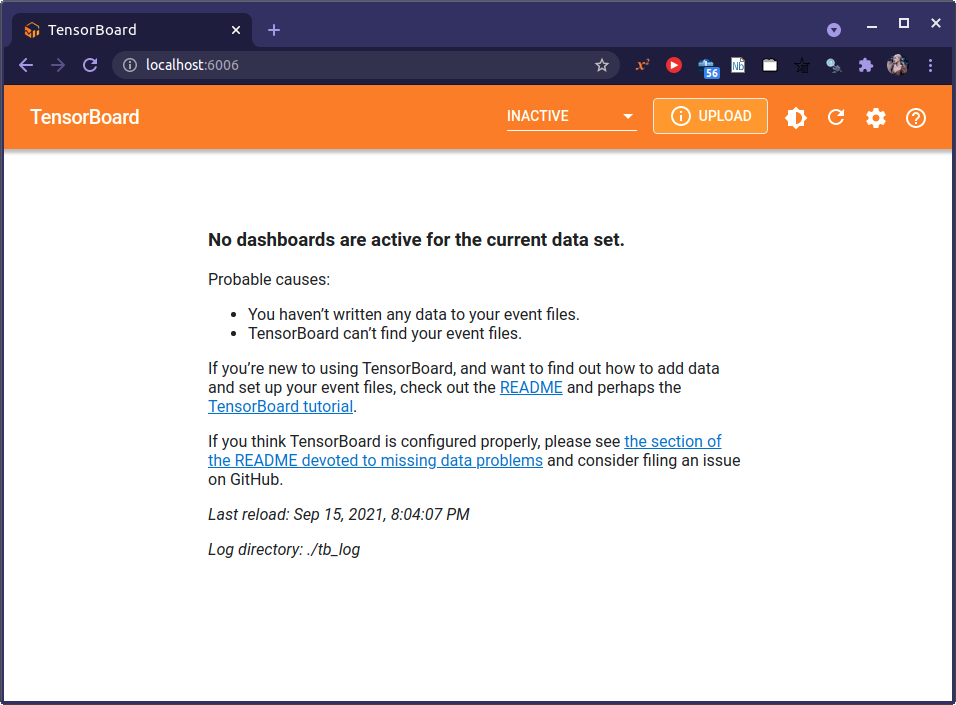 TensorBoard
localhost:6006
x²
56
Nb
TensorBoard
INACTIVE
UPLOAD
No dashboards are active for the current data set.
Probable causes:
• You haven’t written any data to your event files.
• TensorBoard can’t find your event files.
If you’re new to using TensorBoard, and want to find out how to add data
and set up your event files, check out the README and perhaps the
TensorBoard tutorial.
If you think TensorBoard is configured properly, please see the section of
the README devoted to missing data problems and consider filing an issue
on GitHub.
Last reload: Sep 15, 2021, 8:04:07 PM
Log directory: ./tb_log